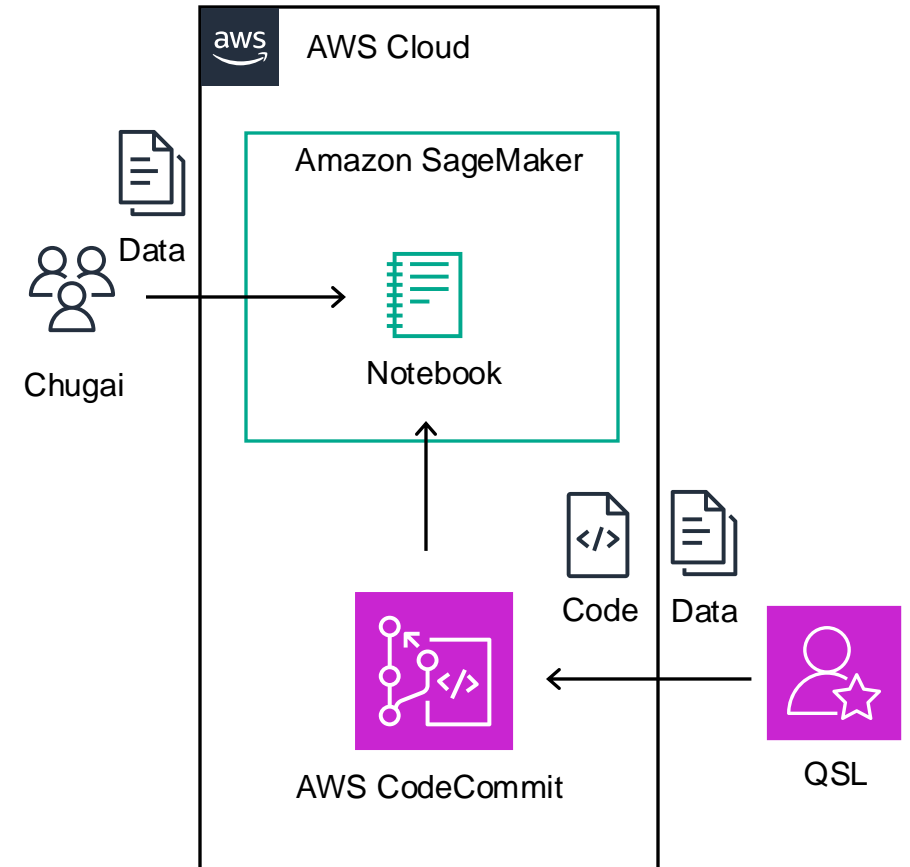 aws
AWS Cloud
Amazon SageMaker
Data
Notebook
Chugai
</>
Code
Data
</>
AWS CodeCommit
QSL